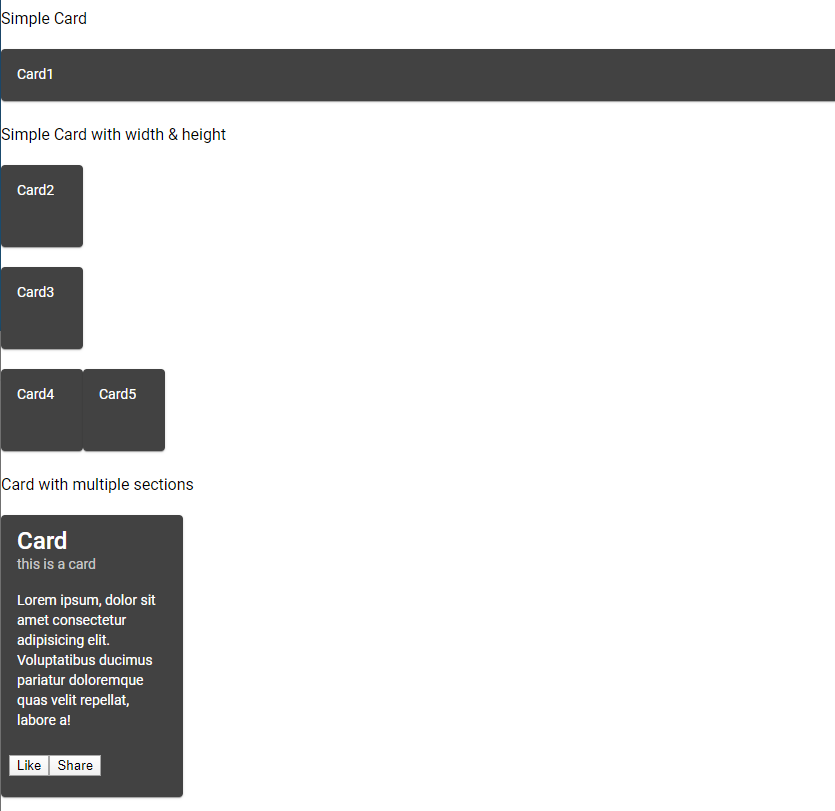 Simple Card
Card1
Simple Card with width & height
Card2
Card3
Card4 Card5
Card with multiple sections
Card
this is a card
Lorem ipsum, dolor sit
amet consectetur
adipisicing elit.
Voluptatibus ducimus
pariatur doloremque
quas velit repellat,
labore a!
Like Share